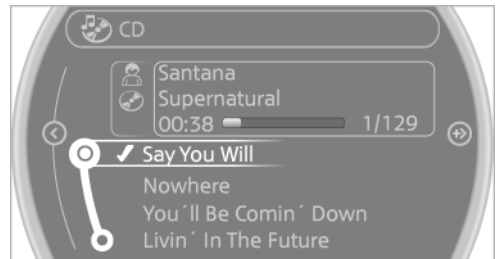 CD
Santana
Supernatural
00:38 1/129
Say You Will
Nowhere
You´ll Be Comin´ Down
Livin´ In The Future